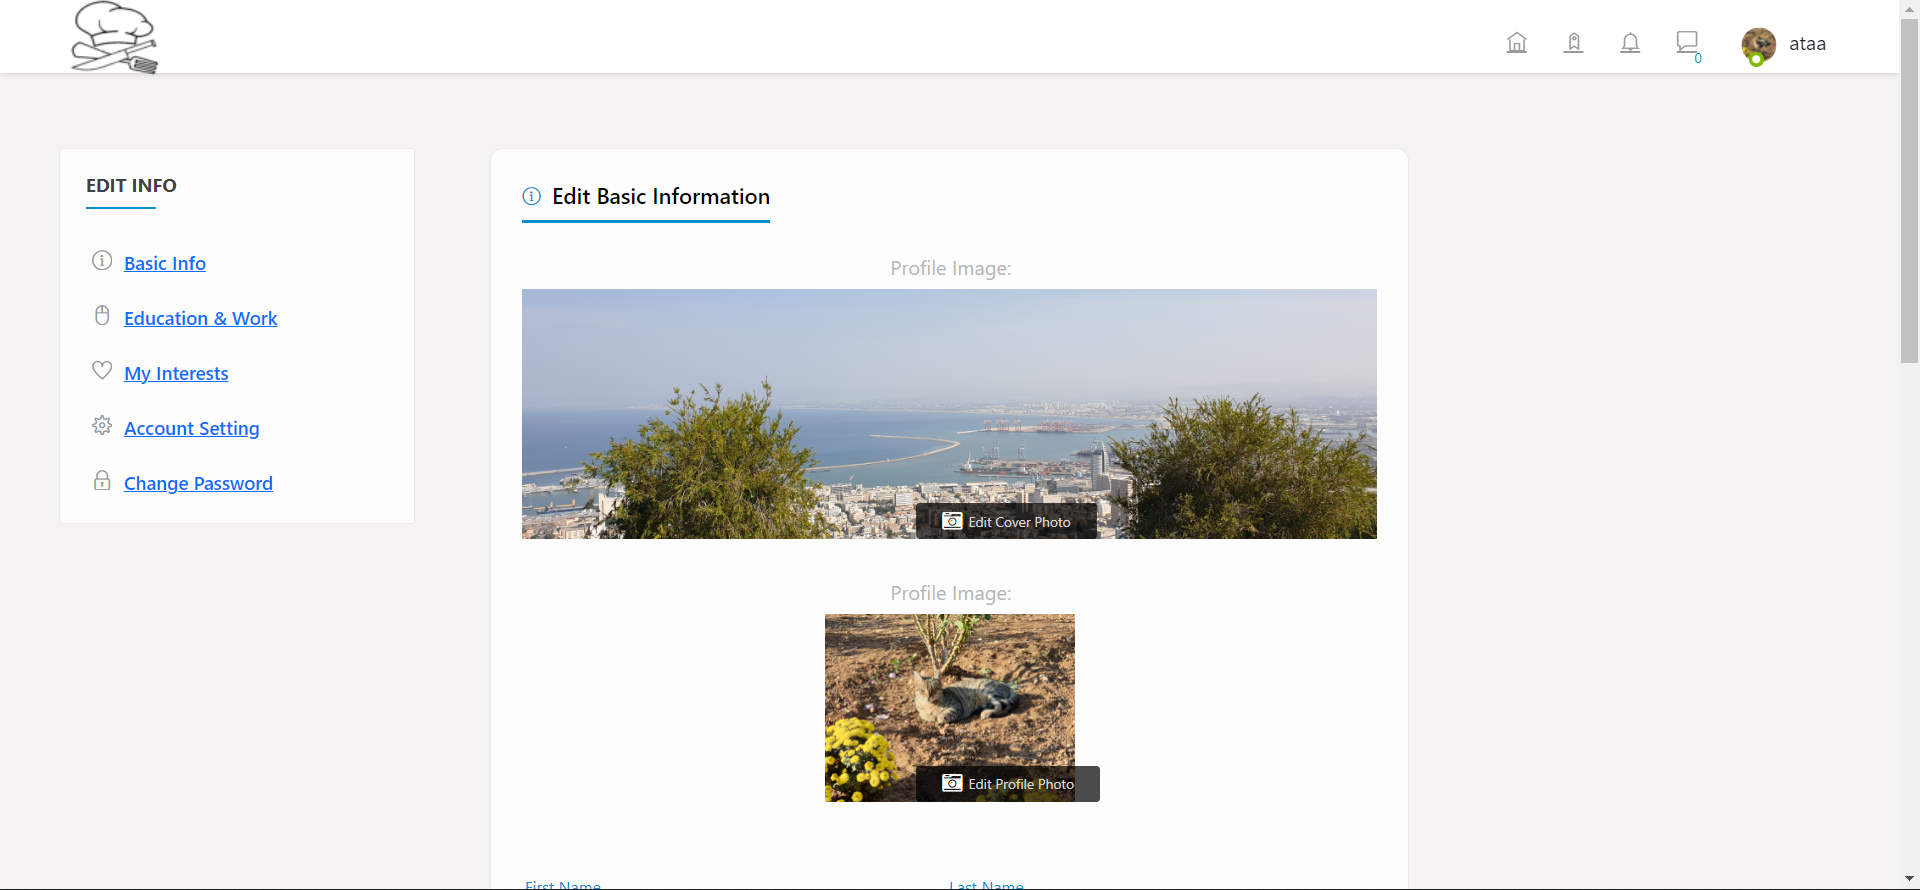 0
ataa
EDIT INFO
Basic Info
Education & Work
My Interests
Account Setting
Change Password
Edit Basic Information
Profile Image:
Edit Cover Photo
Profile Image:
Edit Profile Photo
First Name
Last Name